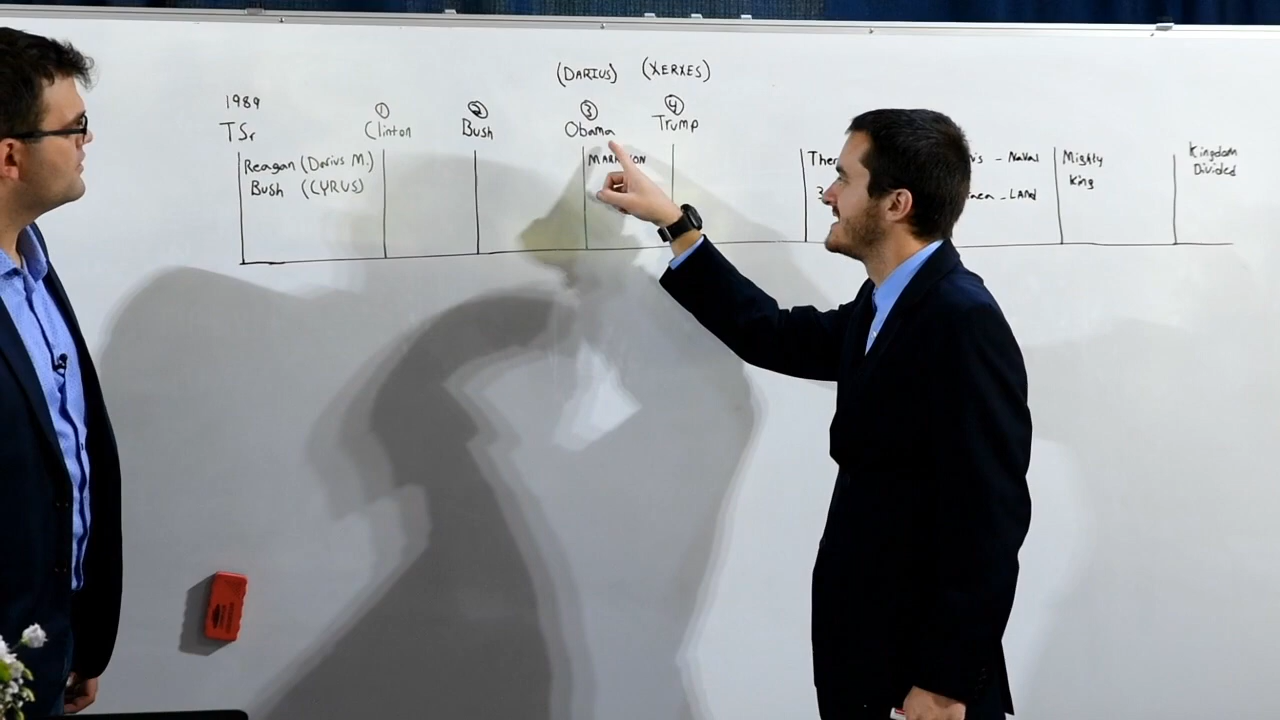 (DARIUS) (XERXES)
1989 ① ② ③ ④
TSr Clinton Bush Obama Trump
Reagan (Darius M.)
Bush (CYRUS)
Ther
- Naval
- LAND
Mighty
King
Kingdom
Divided